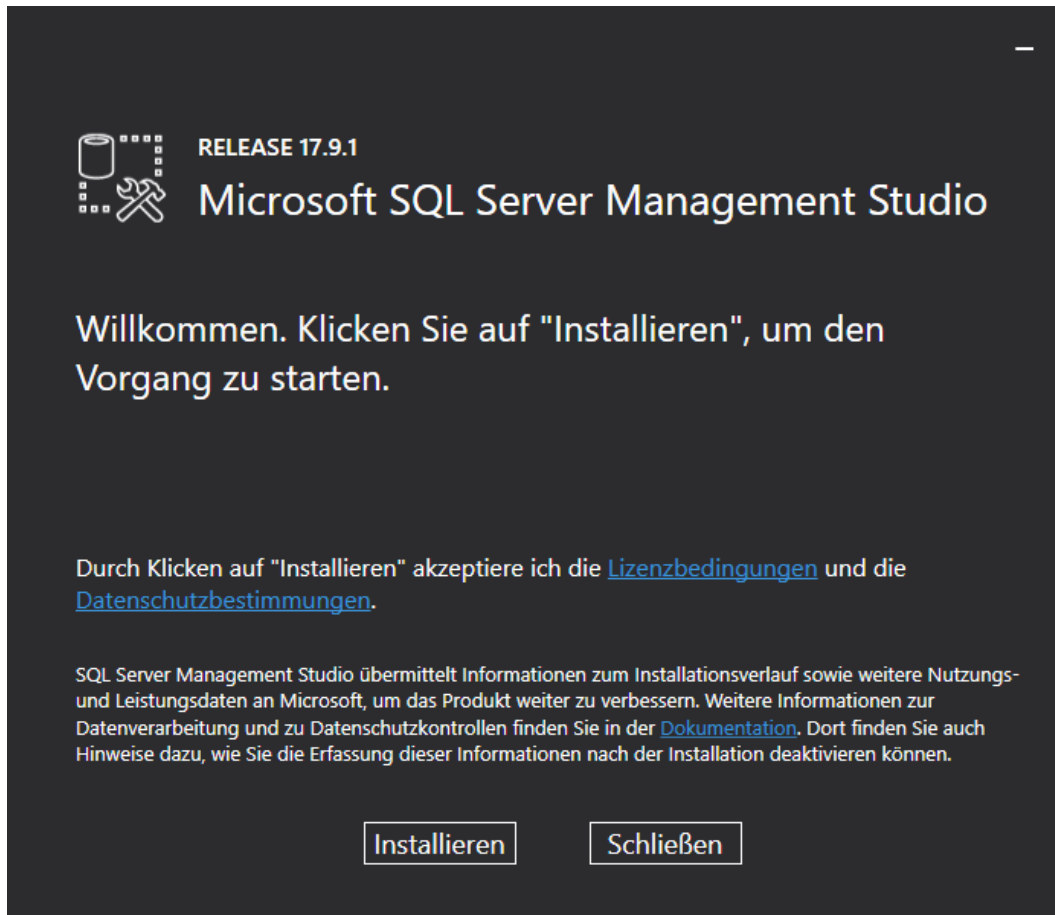 RELEASE 17.9.1
Microsoft SQL Server Management Studio
Willkommen. Klicken Sie auf "Installieren", um den
Vorgang zu starten.
Durch Klicken auf "Installieren" akzeptiere ich die Lizenzbedingungen und die
Datenschutzbestimmungen.
SQL Server Management Studio übermittelt Informationen zum Installationsverlauf sowie weitere Nutzungs-
und Leistungsdaten an Microsoft, um das Produkt weiter zu verbessern. Weitere Informationen zur
Datenverarbeitung und zu Datenschutzkontrollen finden Sie in der Dokumentation. Dort finden Sie auch
Hinweise dazu, wie Sie die Erfassung dieser Informationen nach der Installation deaktivieren können.
Installieren Schließen